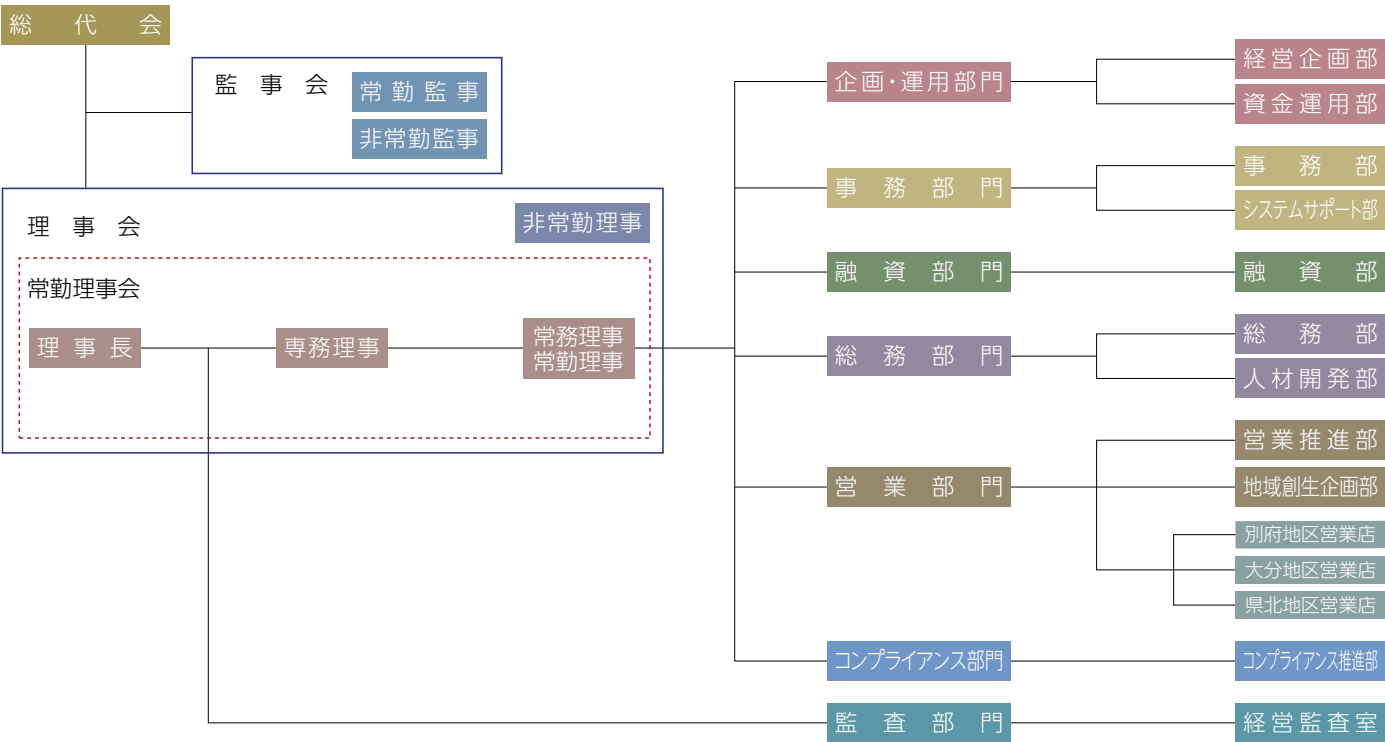 総代会
監事会
常勤監事
非常勤監事
理事会
非常勤理事
常勤理事会
理事長
専務理事
常務理事
常勤理事
企画・運用部門
経営企画部
資金運用部
事務部門
事務部
システムサポート部
融資部門
融資部
総務部門
総務部
人材開発部
営業部門
営業推進部
地域創生企画部
別府地区営業店
大分地区営業店
県北地区営業店
コンプライアンス部門
コンプライアンス推進部
監査部門
経営監査室